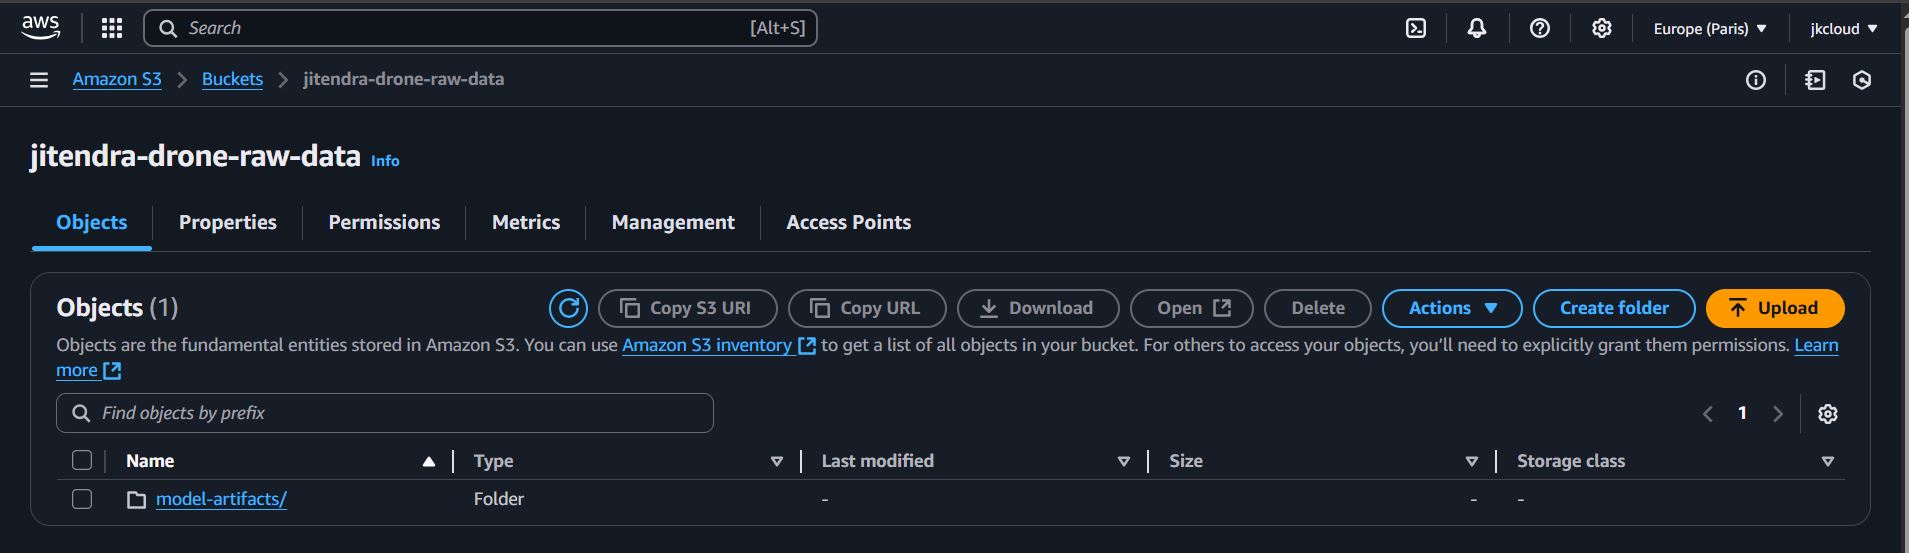 aws Search [Alt+S] Europe (Paris) jkcloud
Amazon S3 Buckets jitendra-drone-raw-data
jitendra-drone-raw-data Info
Objects Properties Permissions Metrics Management Access Points
Objects (1) Copy S3 URI Copy URL Download Open Delete Actions Create folder Upload
Objects are the fundamental entities stored in Amazon S3. You can use Amazon S3 inventory to get a list of all objects in your bucket. For others to access your objects, you'll need to explicitly grant them permissions. Learn
more
Find objects by prefix 1
Name Type Last modified Size Storage class
model-artifacts/ Folder - - -